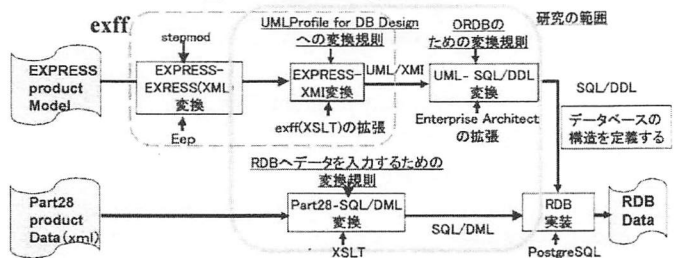 exff
UMLProfile for DB Design
への変換規則
ORDBの
ための変換規則
研究の範囲
stepmod
EXPRESS
product
Model
EXPRESS-
EXRESS(XML)
変換
EXPRESS-
XMI変換
UML/XMI
UML- SQL/DDL
変換
SQL/DDL
Eep
exff(XSLT)の拡張
Enterprise Architect
の拡張
データベースの
構造を定義する
RDBへデータを入力するための
変換規則
Part28
product
Data(xml)
Part28-SQL/DML
変換
SQL/DML
RDB
実装
RDB
Data
XSLT
PostgreSQL